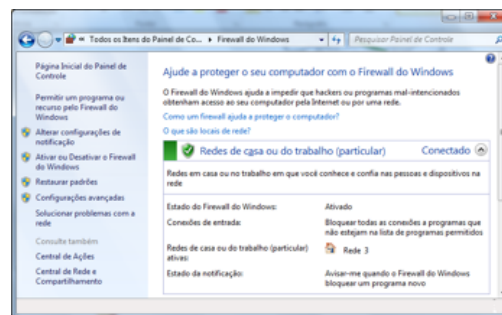 Todos os Itens do Painel de Co... Firewall do Windows
Pesquisar Painel de Controle
Página Inicial do Painel de
Controle
Permitir um programa ou
recurso pelo Firewall do
Windows
Alterar configurações de
notificação
Ativar ou Desativar o Firewall
do Windows
Restaurar padrões
Configurações avançadas
Solucionar problemas com a
rede
Consulte também
Central de Ações
Central de Rede e
Compartilhamento
Ajude a proteger o seu computador com o Firewall do Windows
O Firewall do Windows ajuda a impedir que hackers ou programas mal-intencionados
obtenham acesso ao seu computador pela Internet ou por uma rede.
Como um firewall ajuda a proteger o computador?
O que são locais de rede?
Redes de casa ou do trabalho (particular) Conectado
Redes em casa ou no trabalho em que você conhece e confia nas pessoas e dispositivos na
rede
Estado do Firewall do Windows: Ativado
Conexões de entrada: Bloquear todas as conexões a programas que
não estejam na lista de programas permitidos
Redes de casa ou do trabalho (particular) Rede 3
ativas:
Estado da notificação: Avisar-me quando o Firewall do Windows
bloquear um programa novo